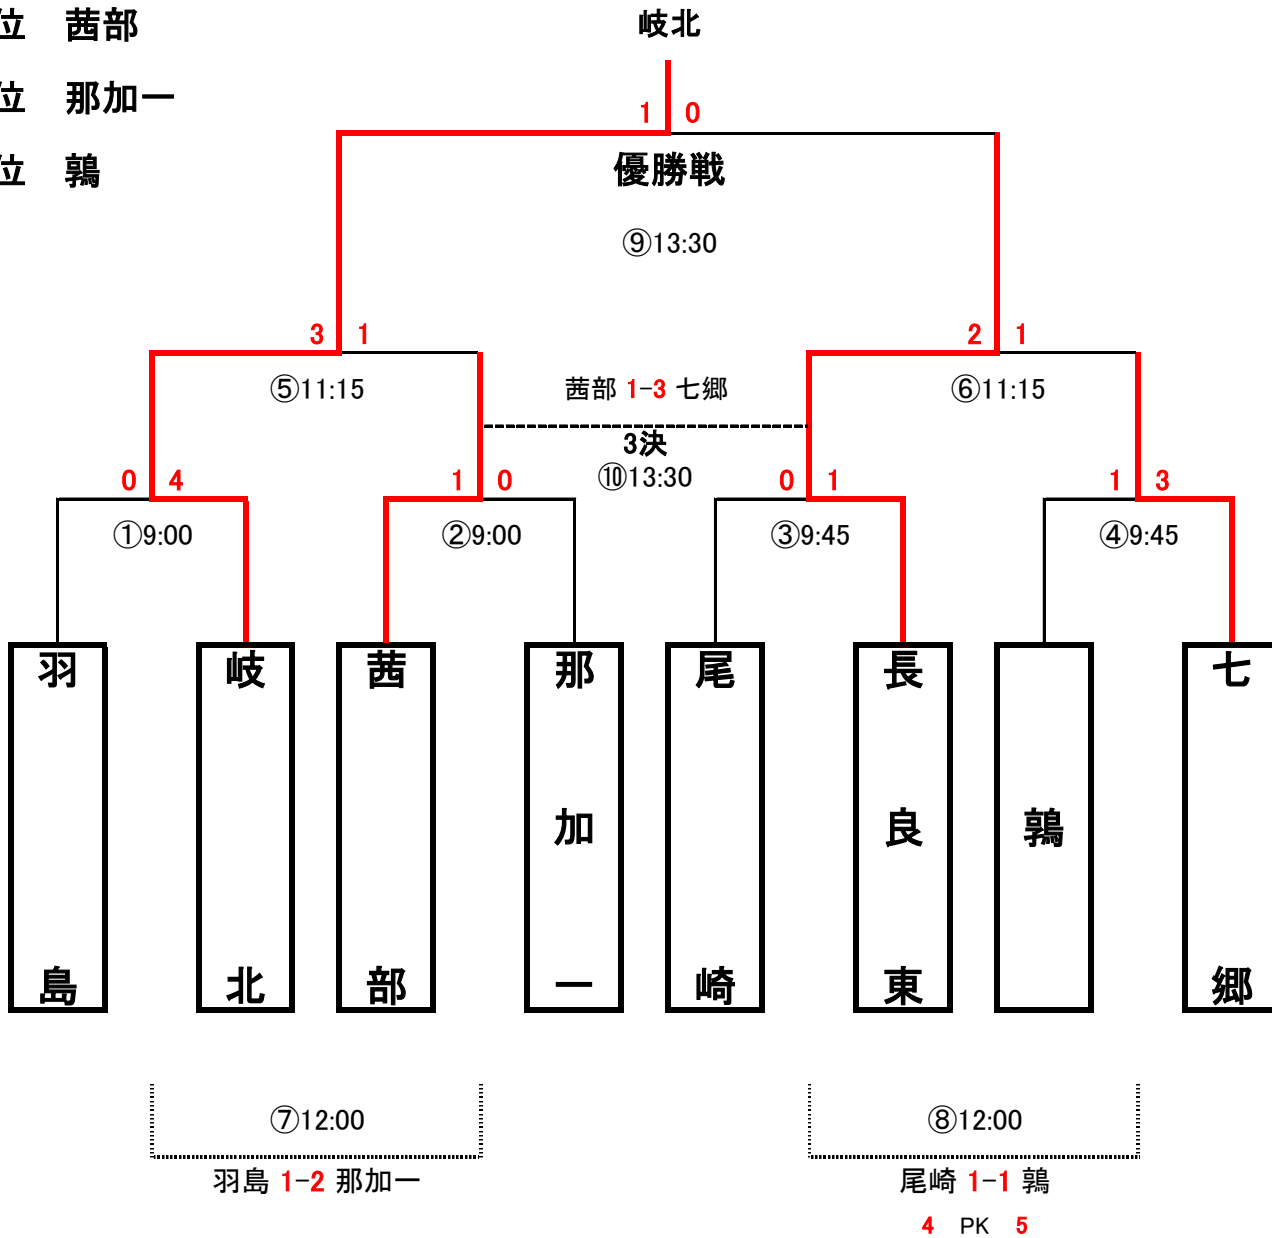 位　茜部
岐北
位　那加一
1 0
位　鶉
優勝戦
⑨13:30
3 1
2 1
⑤11:15
茜部 1-3 七郷
⑥11:15
3決
⑩13:30
0 4
1 0
0 1
1 3
①9:00
②9:00
③9:45
④9:45
羽島
岐北
茜部
那加一
尾崎
長良東
鶉
七郷
⑦12:00
⑧12:00
羽島 1-2 那加一
尾崎 1-1 鶉
4 PK 5